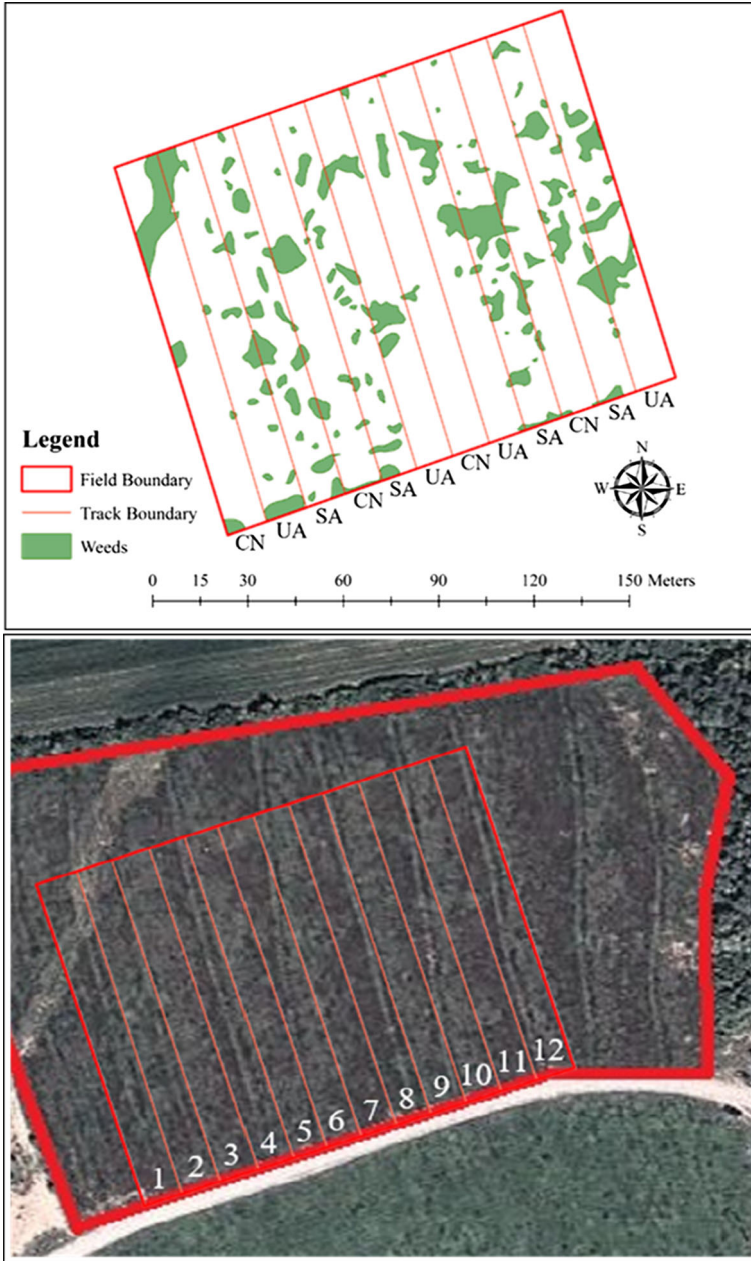 CN UA SA CN SA UA CN UA SA CN SA UA
Legend
Field Boundary
Track Boundary
Weeds
N
W E
S
0 15 30 60 90 120 150 Meters
1 2 3 4 5 6 7 8 9 10 11 12